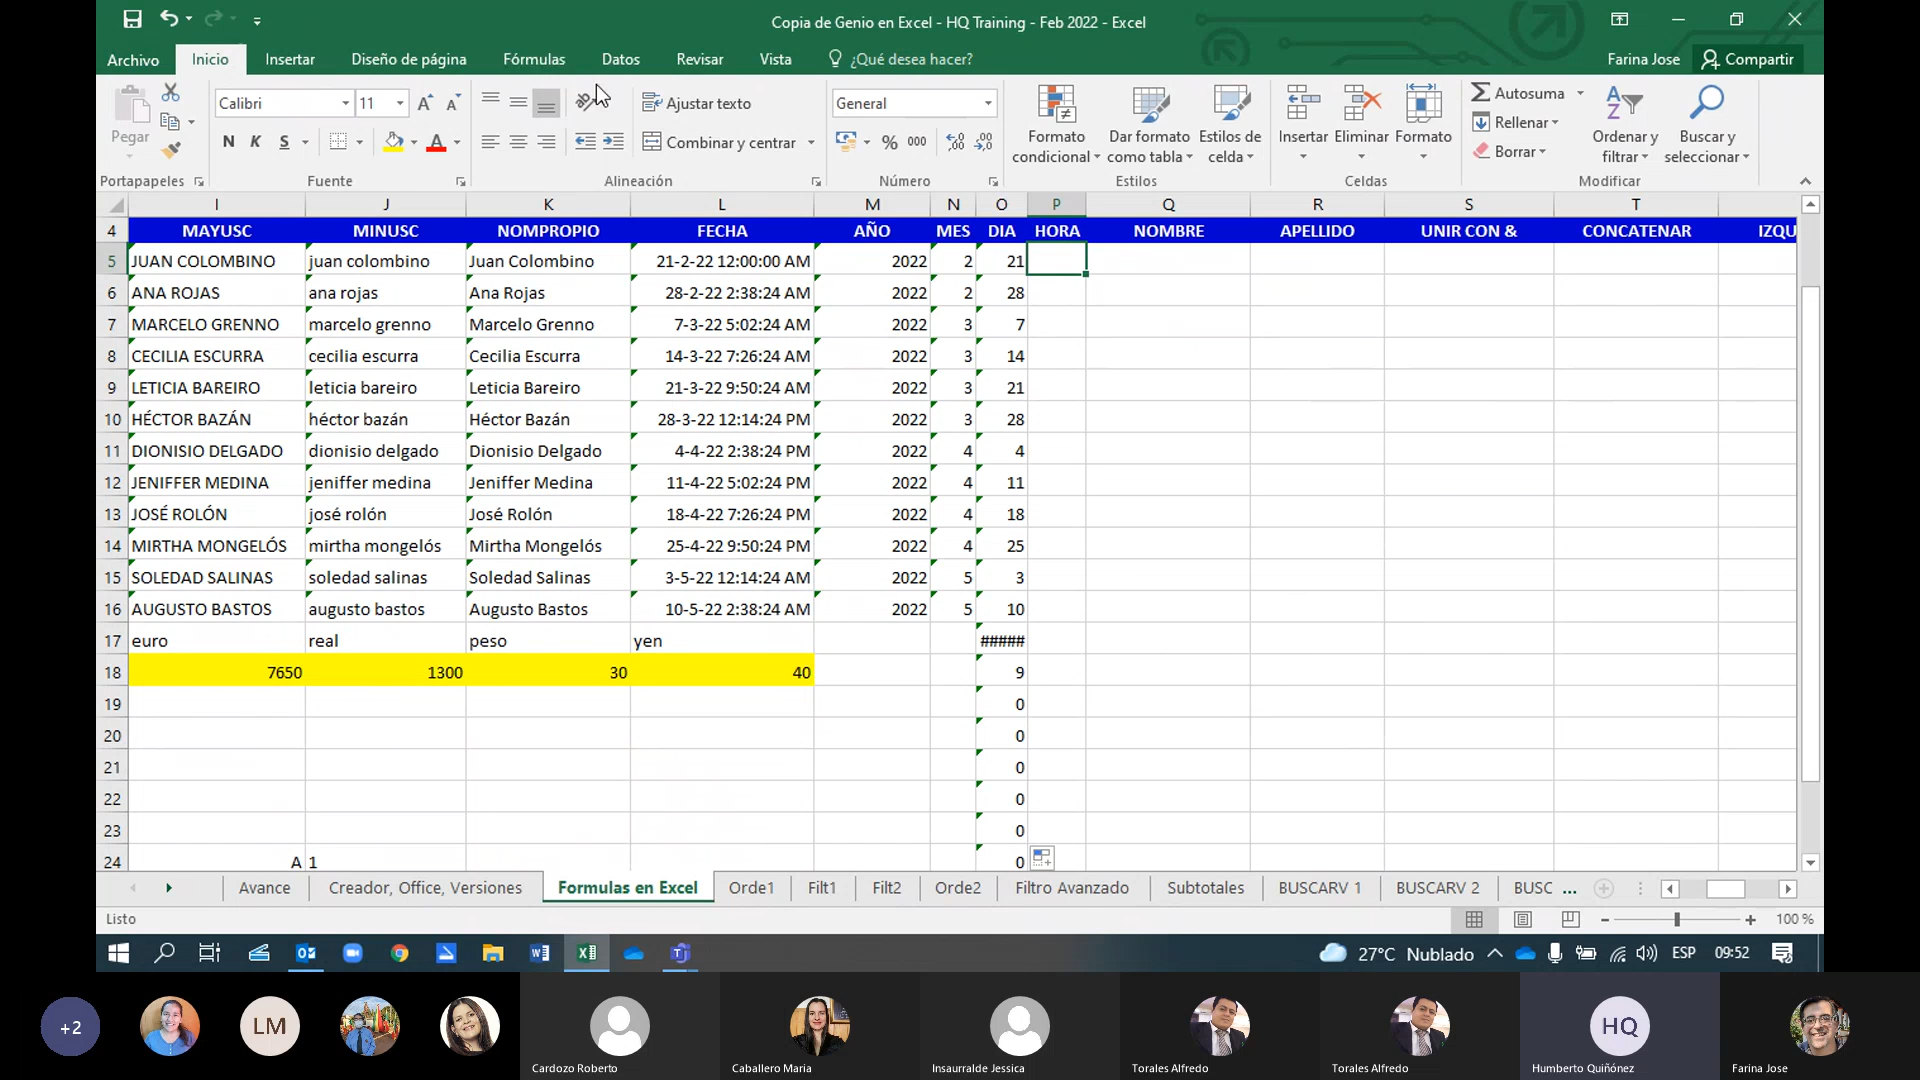 Copia de Genio en Excel - HQ Training - Feb 2022 - Excel
Archivo Inicio Insertar Diseño de página Fórmulas Datos Revisar Vista ¿Qué desea hacer? Farina Jose Compartir
Pegar
Portapapeles
Calibri 11
N K S
Fuente
Ajustar texto
Combinar y centrar
Alineación
General
% 000
Número
Formato condicional
Dar formato como tabla
Estilos de celda
Estilos
Insertar Eliminar Formato
Celdas
Autosuma
Rellenar
Borrar
Ordenar y filtrar
Buscar y seleccionar
Modificar
I J K L M N O P Q R S T
4 MAYUSC MINUSC NOMPROPIO FECHA AÑO MES DIA HORA NOMBRE APELLIDO UNIR CON & CONCATENAR IZQU
5 JUAN COLOMBINO juan colombino Juan Colombino 21-2-22 12:00:00 AM 2022 2 21
6 ANA ROJAS ana rojas Ana Rojas 28-2-22 2:38:24 AM 2022 2 28
7 MARCELO GRENNO marcelo grenno Marcelo Grenno 7-3-22 5:02:24 AM 2022 3 7
8 CECILIA ESCURRA cecilia escurra Cecilia Escurra 14-3-22 7:26:24 AM 2022 3 14
9 LETICIA BAREIRO leticia bareiro Leticia Bareiro 21-3-22 9:50:24 AM 2022 3 21
10 HÉCTOR BAZÁN héctor bazán Héctor Bazán 28-3-22 12:14:24 PM 2022 3 28
11 DIONISIO DELGADO dionisio delgado Dionisio Delgado 4-4-22 2:38:24 PM 2022 4 4
12 JENIFFER MEDINA jeniffer medina Jeniffer Medina 11-4-22 5:02:24 PM 2022 4 11
13 JOSÉ ROLÓN josé rolón José Rolón 18-4-22 7:26:24 PM 2022 4 18
14 MIRTHA MONGELÓS mirtha mongelós Mirtha Mongelós 25-4-22 9:50:24 PM 2022 4 25
15 SOLEDAD SALINAS soledad salinas Soledad Salinas 3-5-22 12:14:24 AM 2022 5 3
16 AUGUSTO BASTOS augusto bastos Augusto Bastos 10-5-22 2:38:24 AM 2022 5 10
17 euro real peso yen #####
18 7650 1300 30 40 9
19 0
20 0
21 0
22 0
23 0
24 A 1 0
Avance Creador, Office, Versiones Formulas en Excel Orde1 Filt1 Filt2 Orde2 Filtro Avanzado Subtotales BUSCARV 1 BUSCARV 2 BUSC ...
Listo 100 %
27°C Nublado ESP 09:52
+2 LM HQ
Cardozo Roberto Caballero Maria Insaurralde Jessica Torales Alfredo Torales Alfredo Humberto Quiñónez Farina Jose